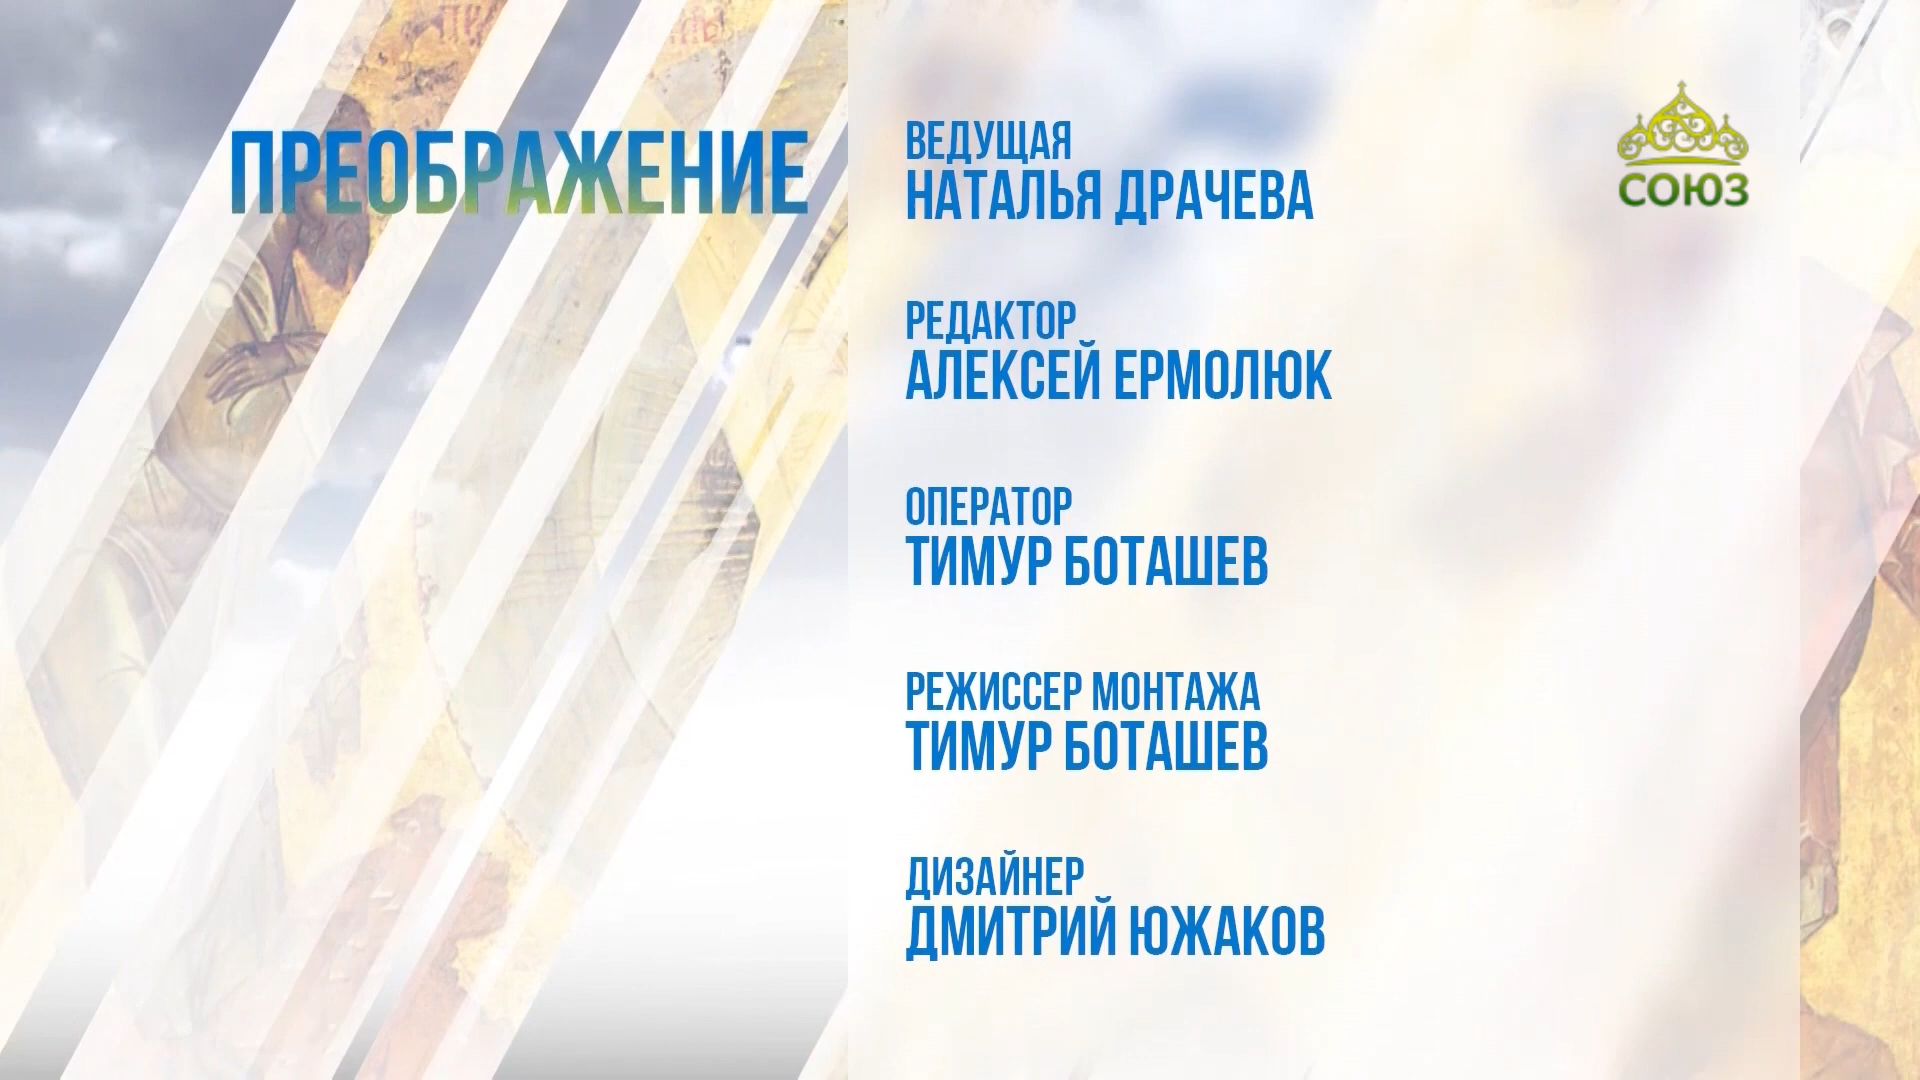 ПРЕОБРАЖЕНИЕ
ВЕДУЩАЯ
НАТАЛЬЯ ДРАЧЕВА
РЕДАКТОР
АЛЕКСЕЙ ЕРМОЛЮК
ОПЕРАТОР
ТИМУР БОТАШЕВ
РЕЖИССЕР МОНТАЖА
ТИМУР БОТАШЕВ
ДИЗАЙНЕР
ДМИТРИЙ ЮЖАКОВ
СОЮЗ